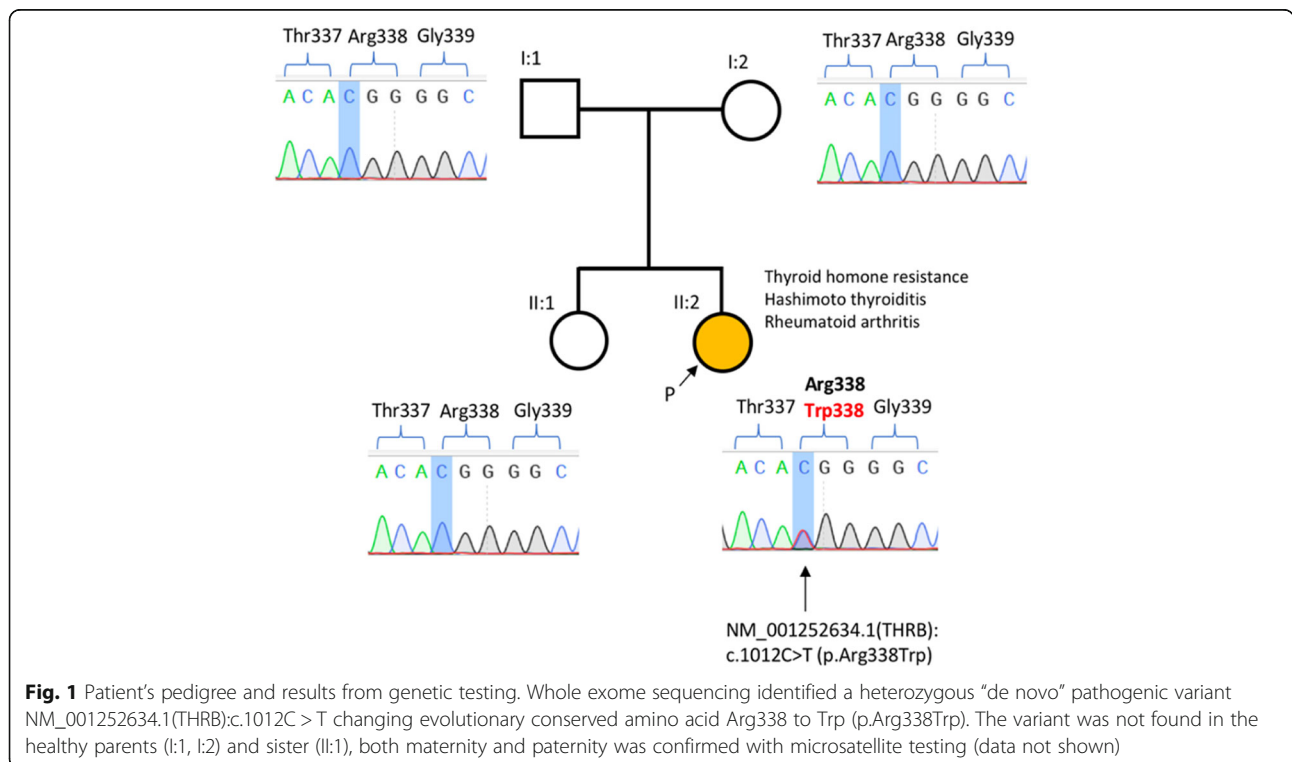 Thr337 Arg338 Gly339
A C A C G G G G C
I:1
I:2
Thr337 Arg338 Gly339
A C A C G G G G C
Thyroid homone resistance
Hashimoto thyroiditis
Rheumatoid arthritis
II:1
II:2
P
Thr337 Arg338 Gly339
A C A C G G G G C
Arg338
Thr337 Trp338 Gly339
A C A C G G G G C
NM_001252634.1(THRB):
c.1012C>T (p.Arg338Trp)
Fig. 1 Patient's pedigree and results from genetic testing. Whole exome sequencing identified a heterozygous "de novo" pathogenic variant
NM_001252634.1(THRB):c.1012C > T changing evolutionary conserved amino acid Arg338 to Trp (p.Arg338Trp). The variant was not found in the
healthy parents (I:1, I:2) and sister (II:1), both maternity and paternity was confirmed with microsatellite testing (data not shown)